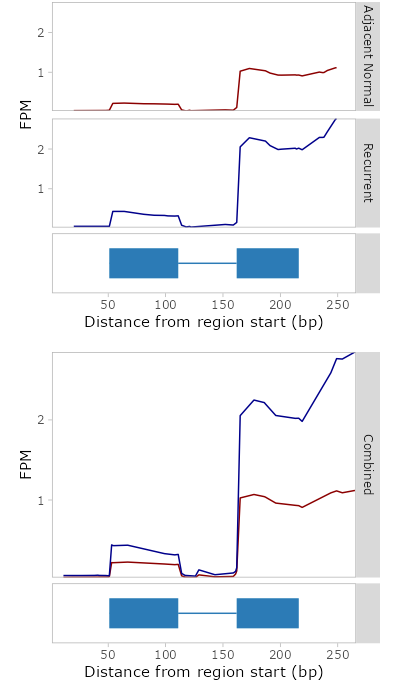 2
1
Adjacent Normal
FPM
2
1
Recurrent
50 100 150 200 250
Distance from region start (bp)
2
1
FPM
Combined
50 100 150 200 250
Distance from region start (bp)